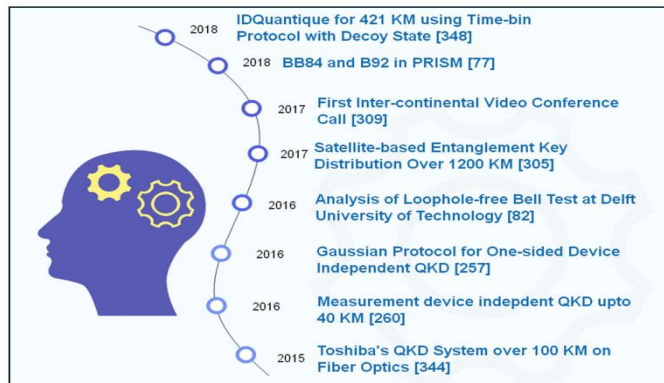 2018 IDQuantique for 421 KM using Time-bin
Protocol with Decoy State [348]
2018 BB84 and B92 in PRISM [77]
2017 First Inter-continental Video Conference
Call [309]
2017 Satellite-based Entanglement Key
Distribution Over 1200 KM [305]
2016 Analysis of Loophole-free Bell Test at Delft
University of Technology [82]
2016 Gaussian Protocol for One-sided Device
Independent QKD [257]
2016 Measurement device indepdent QKD upto
40 KM [260]
2015 Toshiba's QKD System over 100 KM on
Fiber Optics [344]